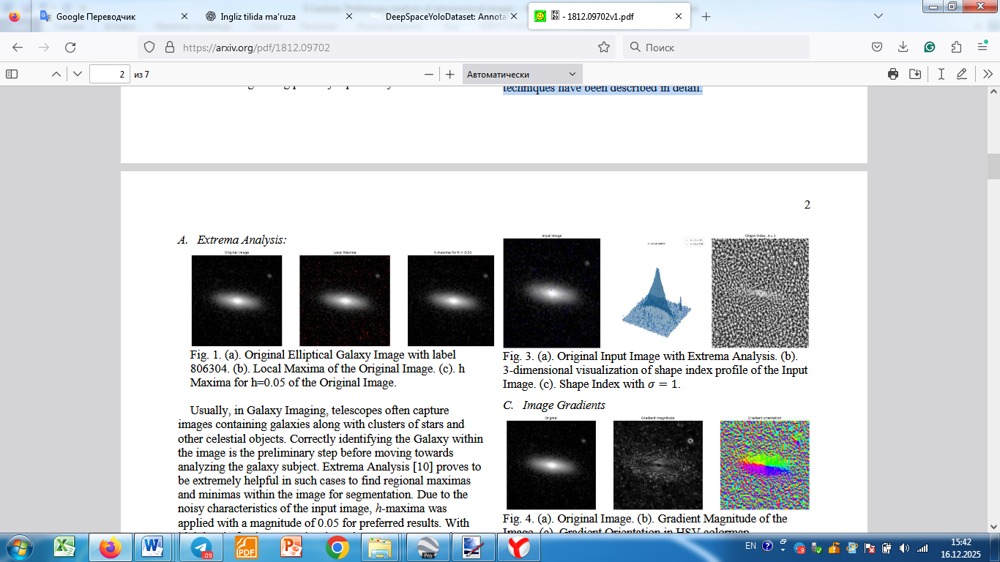 Google Переводчик
Ingliz tilida ma'ruza
DeepSpaceYoloDataset: Annota
- 1812.09702v1.pdf
https://arxiv.org/pdf/1812.09702
Поиск
2 из 7
Автоматически
techniques have been described in detail.
2
A. Extrema Analysis:
Original Image
Local Maxima
h maxima for h = 0.05
Fig. 1. (a). Original Elliptical Galaxy Image with label
806304. (b). Local Maxima of the Original Image. (c). h
Maxima for h=0.05 of the Original Image.
Usually, in Galaxy Imaging, telescopes often capture
images containing galaxies along with clusters of stars and
other celestial objects. Correctly identifying the Galaxy within
the image is the preliminary step before moving towards
analyzing the galaxy subject. Extrema Analysis [10] proves to
be extremely helpful in such cases to find regional maximas
and minimas within the image for segmentation. Due to the
noisy characteristics of the input image, h-maxima was
applied with a magnitude of 0.05 for preferred results. With
Input Image
Shape Index, σ= 1
Fig. 3. (a). Original Input Image with Extrema Analysis. (b).
3-dimensional visualization of shape index profile of the Input
Image. (c). Shape Index with σ = 1.
C. Image Gradients
Original
Gradient magnitude
Gradient orientation
Fig. 4. (a). Original Image. (b). Gradient Magnitude of the
Image. (c). Gradient Orientation in HSV colormap
.09
PDF
Pro
EN
15:42
16.12.2025